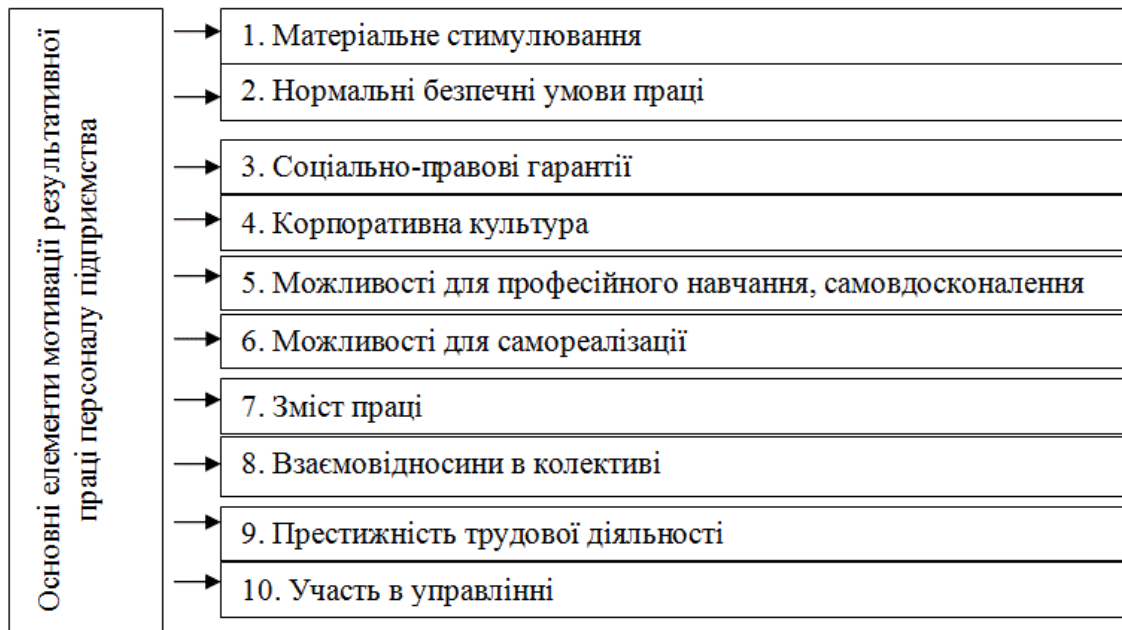 Основні елементи мотивації результативної
праці персоналу підприємства
1. Матеріальне стимулювання
2. Нормальні безпечні умови праці
3. Соціально-правові гарантії
4. Корпоративна культура
5. Можливості для професійного навчання, самовдосконалення
6. Можливості для самореалізації
7. Зміст праці
8. Взаємовідносини в колективі
9. Престижність трудової діяльності
10. Участь в управлінні